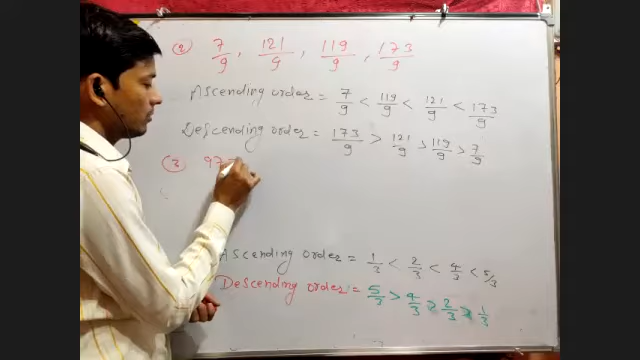 (2) 7/9, 121/9, 119/9, 173/9
Ascending order = 7/9 < 119/9 < 121/9 < 173/9
Descending order = 173/9 > 121/9 > 119/9 > 7/9
(3) 97
Ascending order = 1/3 < 2/3 < 4/3 < 5/3
Descending order = 5/3 > 4/3 > 2/3 > 1/3